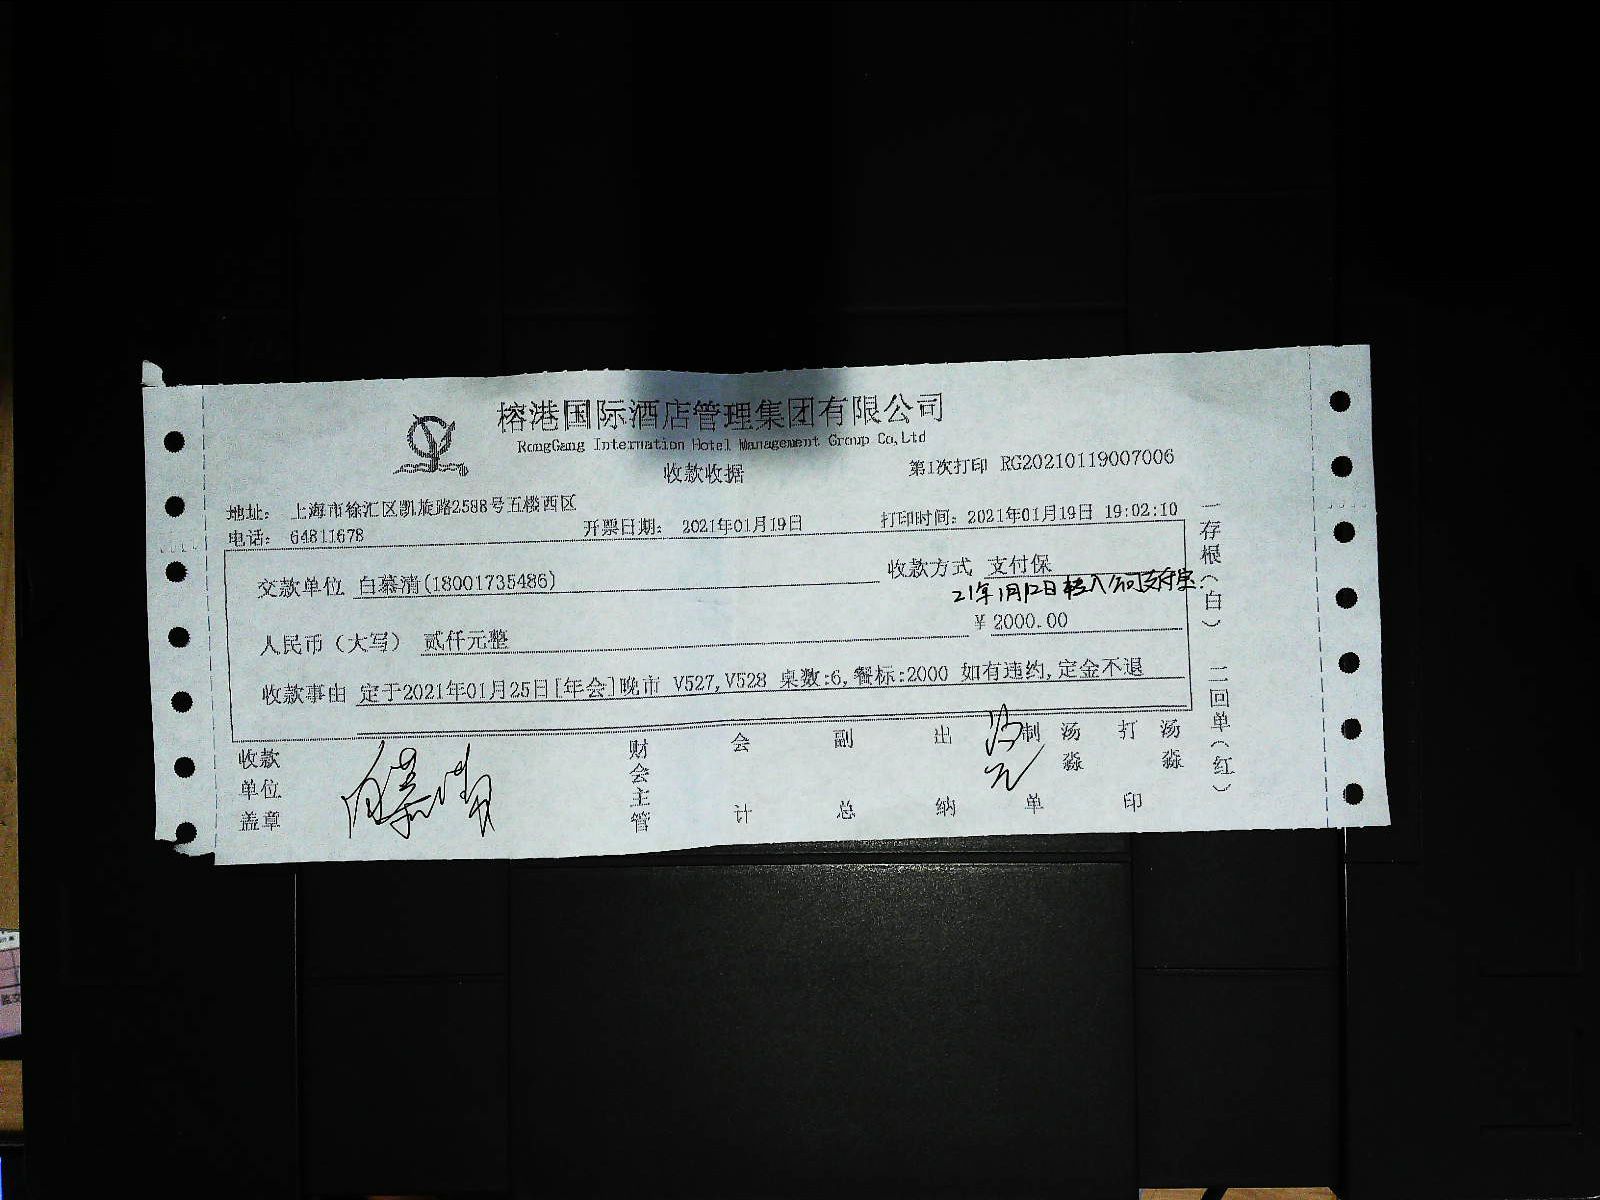 榕港国际酒店管理集团有限公司
RongGang Internation Hotel Management Group Co,Ltd
收款收据
第1次打印 RG20210119007006
地址： 上海市徐汇区凯旋路2588号五楼西区
电话： 64811678
开票日期： 2021年01月19日
打印时间：2021年01月19日 19:02:10
交款单位 白慕清(18001735486)
收款方式 支付保
21年1月12日转入公司支付宝.
人民币（大写） 贰仟元整
￥2000.00
收款事由 定于2021年01月25日[年会]晚市 V527,V528 桌数:6,餐标:2000 如有违约,定金不退
收款单位盖章
白慕清
财会主管
会计
副总
出纳
制单
汤淼
打印
汤淼
一存根（白） 二回单（红）